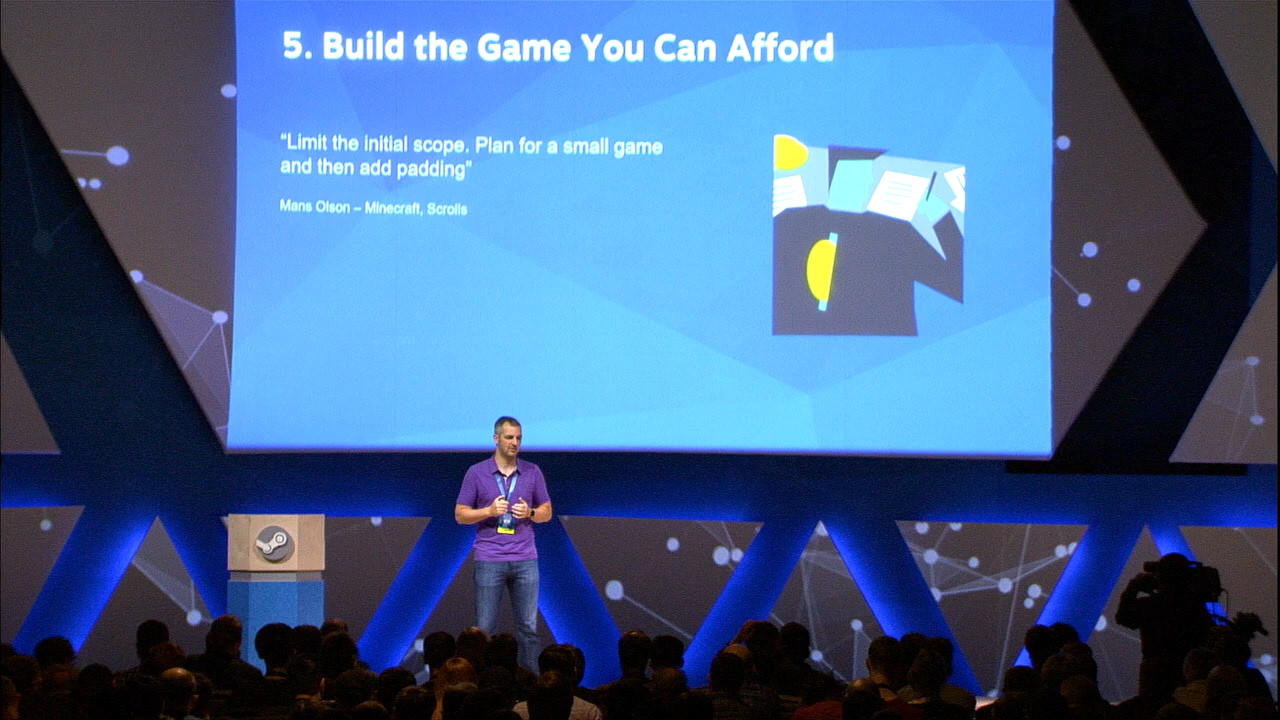 5. Build the Game You Can Afford
“Limit the initial scope. Plan for a small game
and then add padding”
Mans Olson – Minecraft, Scrolls